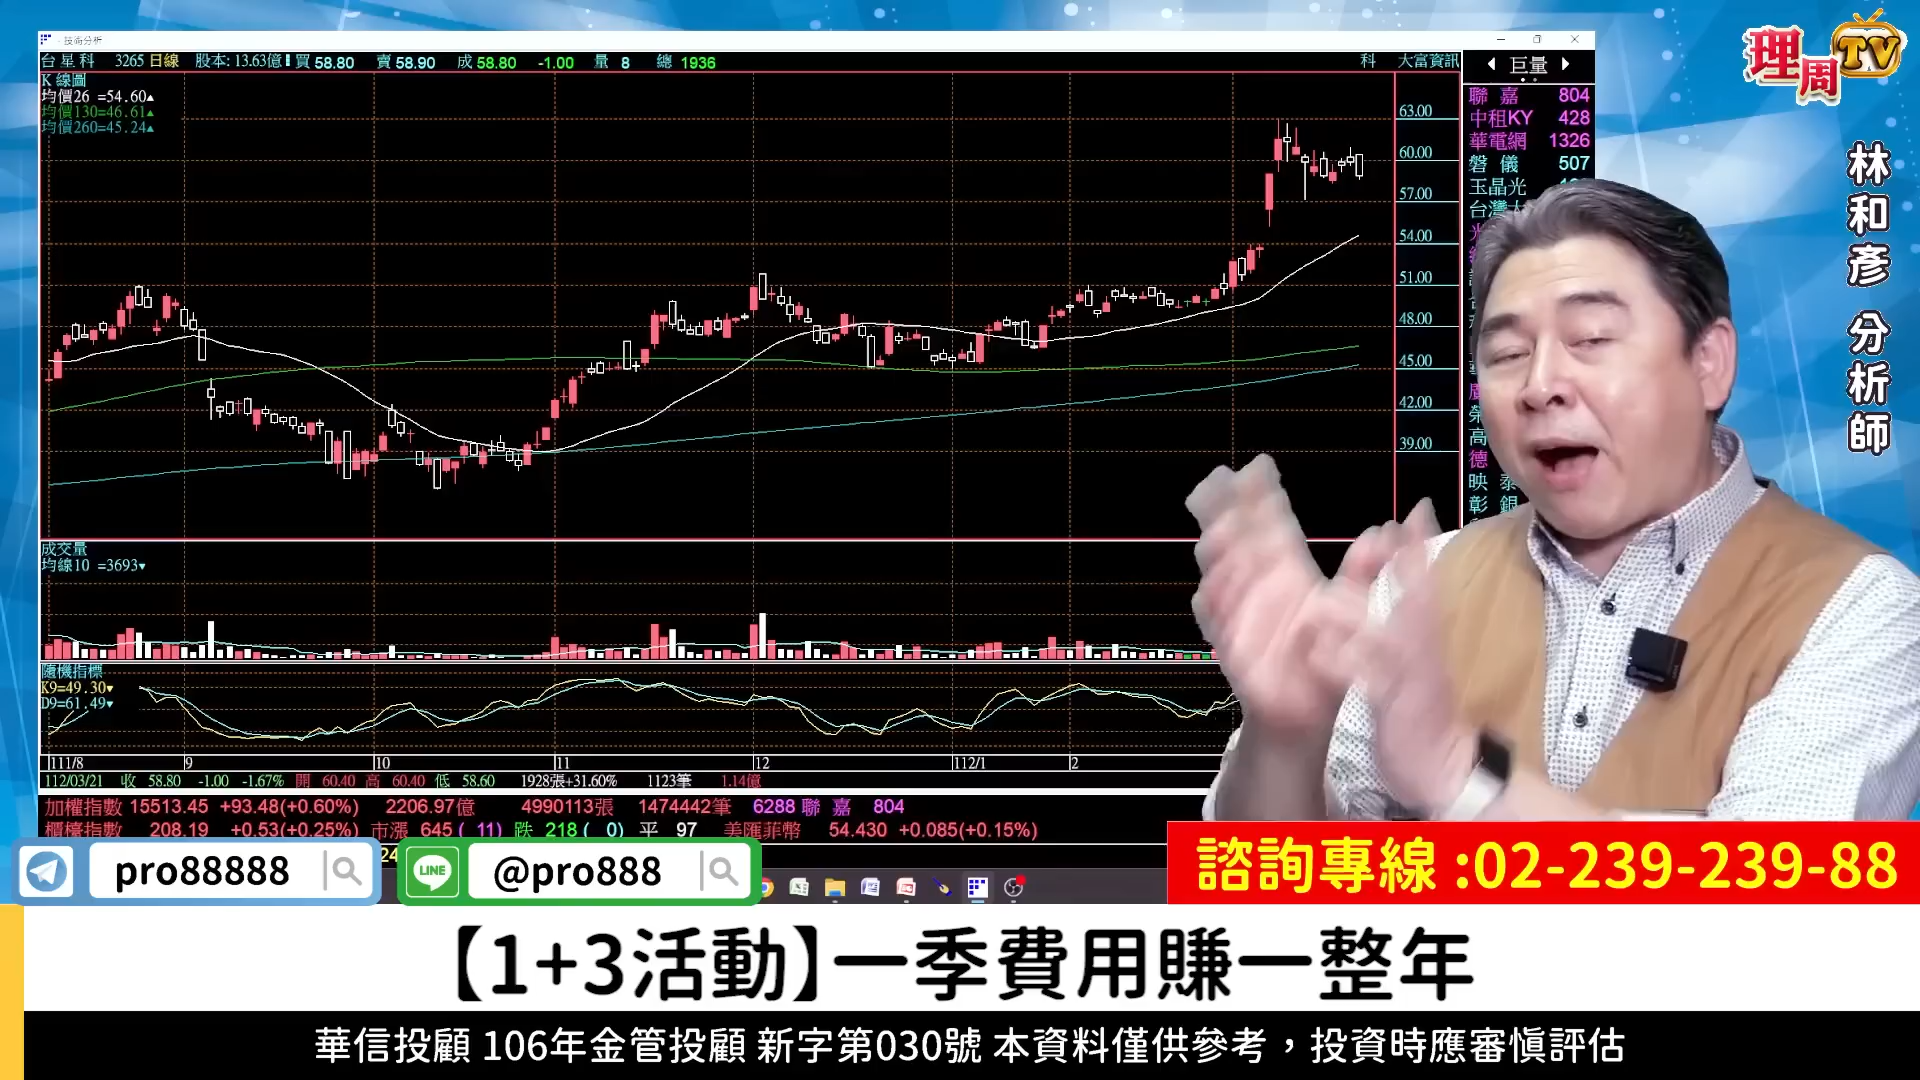 技術分析
台星科 3265 日線 股本: 13.63億 買 58.80 賣 58.90 成 58.80 -1.00 量 8 總 1936 科 大富資訊
K 線圖
均價26 =54.60▲
均價130=46.61▲
均價260=45.24▲
63.00
60.00
57.00
54.00
51.00
48.00
45.00
42.00
39.00
巨量
聯嘉 804
中租KY 428
華電網 1326
磐儀 507
玉晶光
台灣
榮
高
德
映泰
彰銀
理周TV
林和彥 分析師
成交量
均線10 =3693▼
隨機指標
K9=49.30▼
D9=61.49▼
111/8 9 10 11 12 112/1 2
112/03/21 收 58.80 -1.00 -1.67% 開 60.40 高 60.40 低 58.60 1928張+31.60% 1123筆 1.14億
加權指數 15513.45 +93.48(+0.60%) 2206.97億 4990113張 1474442筆 6288 聯嘉 804
櫃檯指數 208.19 +0.53(+0.25%) 市漲 645( 11) 跌 218( 0) 平 97 美匯菲幣 54.430 +0.085(+0.15%)
pro88888
LINE @pro888
諮詢專線 :02-239-239-88
【1+3活動】一季費用賺一整年
華信投顧 106年金管投顧 新字第030號 本資料僅供參考，投資時應審慎評估